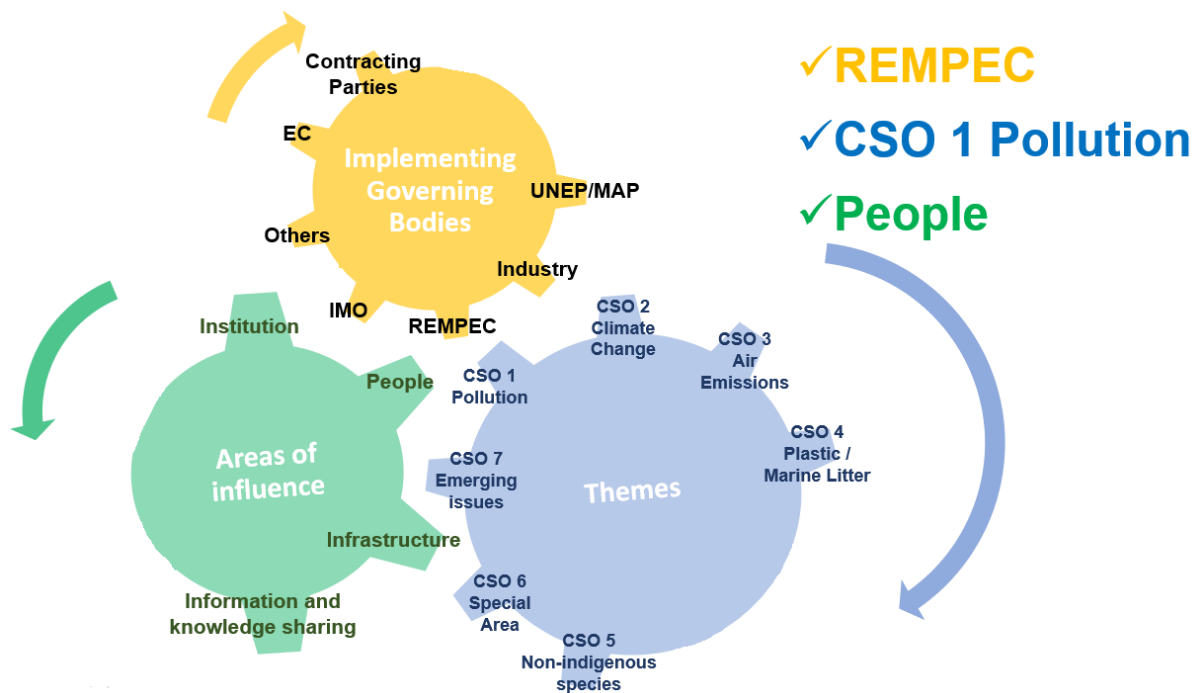 Contracting
Parties
EC
Implementing
Governing
Bodies
UNEP/MAP
Others
Industry
IMO
REMPEC
✓REMPEC
✓CSO 1 Pollution
✓People
Institution
People
Areas of
influence
Infrastructure
Information and
knowledge sharing
CSO 1
Pollution
CSO 2
Climate
Change
CSO 3
Air
Emissions
CSO 4
Plastic /
Marine Litter
CSO 7
Emerging
issues
Themes
CSO 6
Special
Area
CSO 5
Non-indigenous
species